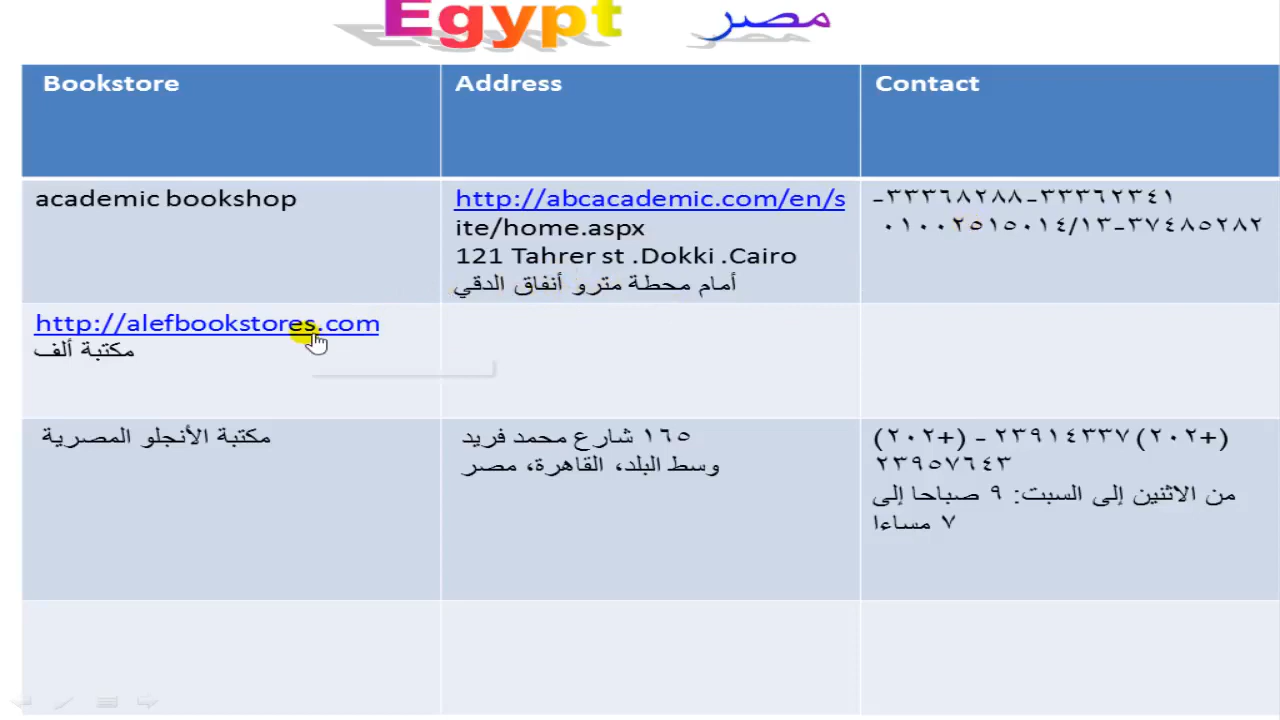 Egypt مصر
Bookstore
Address
Contact
academic bookshop
http://abcacademic.com/en/s
ite/home.aspx
121 Tahrer st .Dokki .Cairo
أمام محطة مترو أنفاق الدقي
-٣٣٣٦٨٢٨٨-٣٣٣٦٢٣٤١
٠١٠٠٢٥١٥٠١٤/١٣-٣٧٤٨٥٢٨٢
http://alefbookstores.com
مكتبة ألف
مكتبة الأنجلو المصرية
١٦٥ شارع محمد فريد
وسط البلد، القاهرة، مصر
(٢٠٢+) ٢٣٩١٤٣٣٧ - (٢٠٢+)
٢٣٩٥٧٦٤٣
من الاثنين إلى السبت: ٩ صباحا إلى
٧ مساءا